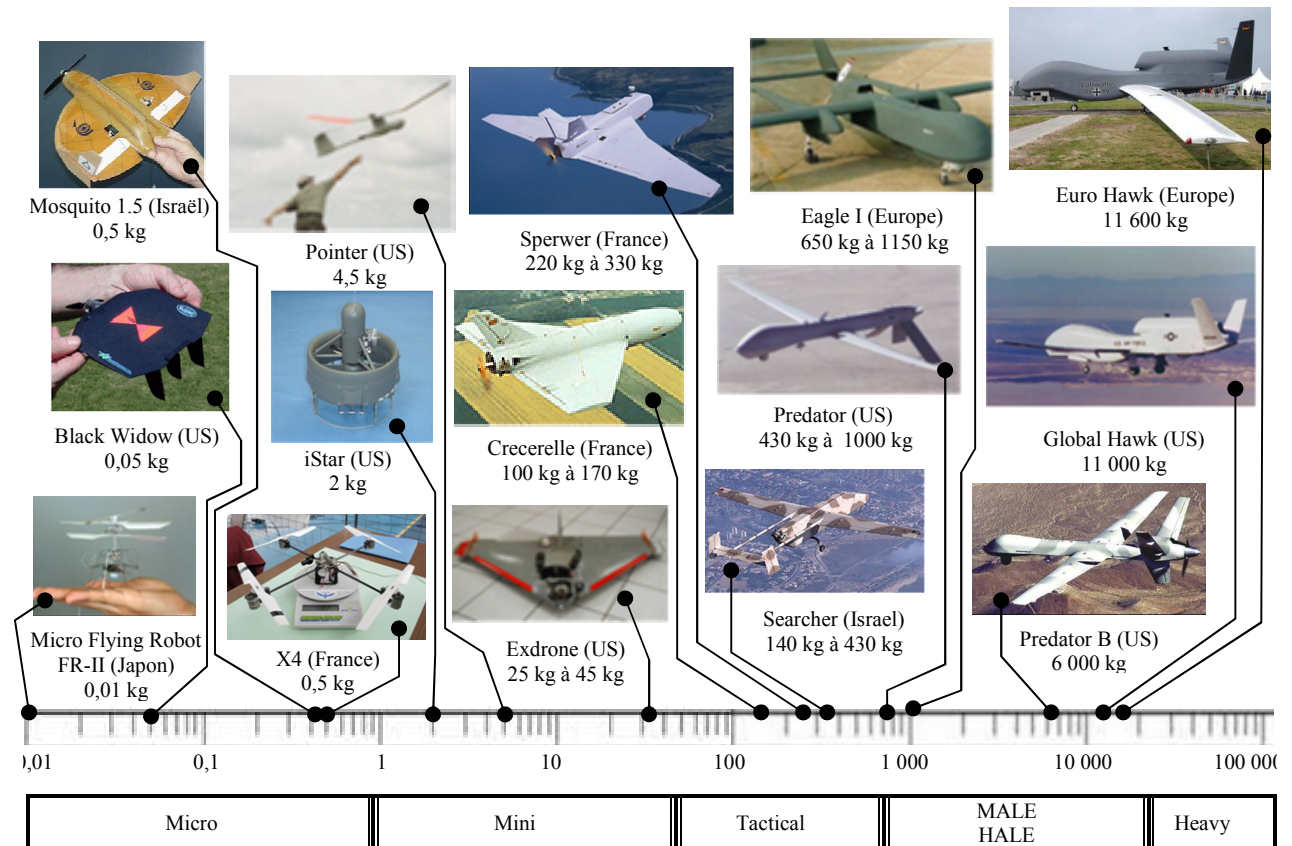 Mosquito 1.5 (Israël)
0,5 kg
Black Widow (US)
0,05 kg
Micro Flying Robot
FR-II (Japon)
0,01 kg
Pointer (US)
4,5 kg
iStar (US)
2 kg
X4 (France)
0,5 kg
Sperwer (France)
220 kg à 330 kg
Crecerelle (France)
100 kg à 170 kg
Exdrone (US)
25 kg à 45 kg
Eagle I (Europe)
650 kg à 1150 kg
Predator (US)
430 kg à 1000 kg
Searcher (Israel)
140 kg à 430 kg
Euro Hawk (Europe)
11 600 kg
Global Hawk (US)
11 000 kg
Predator B (US)
6 000 kg
),01 0,1 1 10 100 1 000 10 000 100 000
Micro Mini Tactical MALE Heavy
HALE